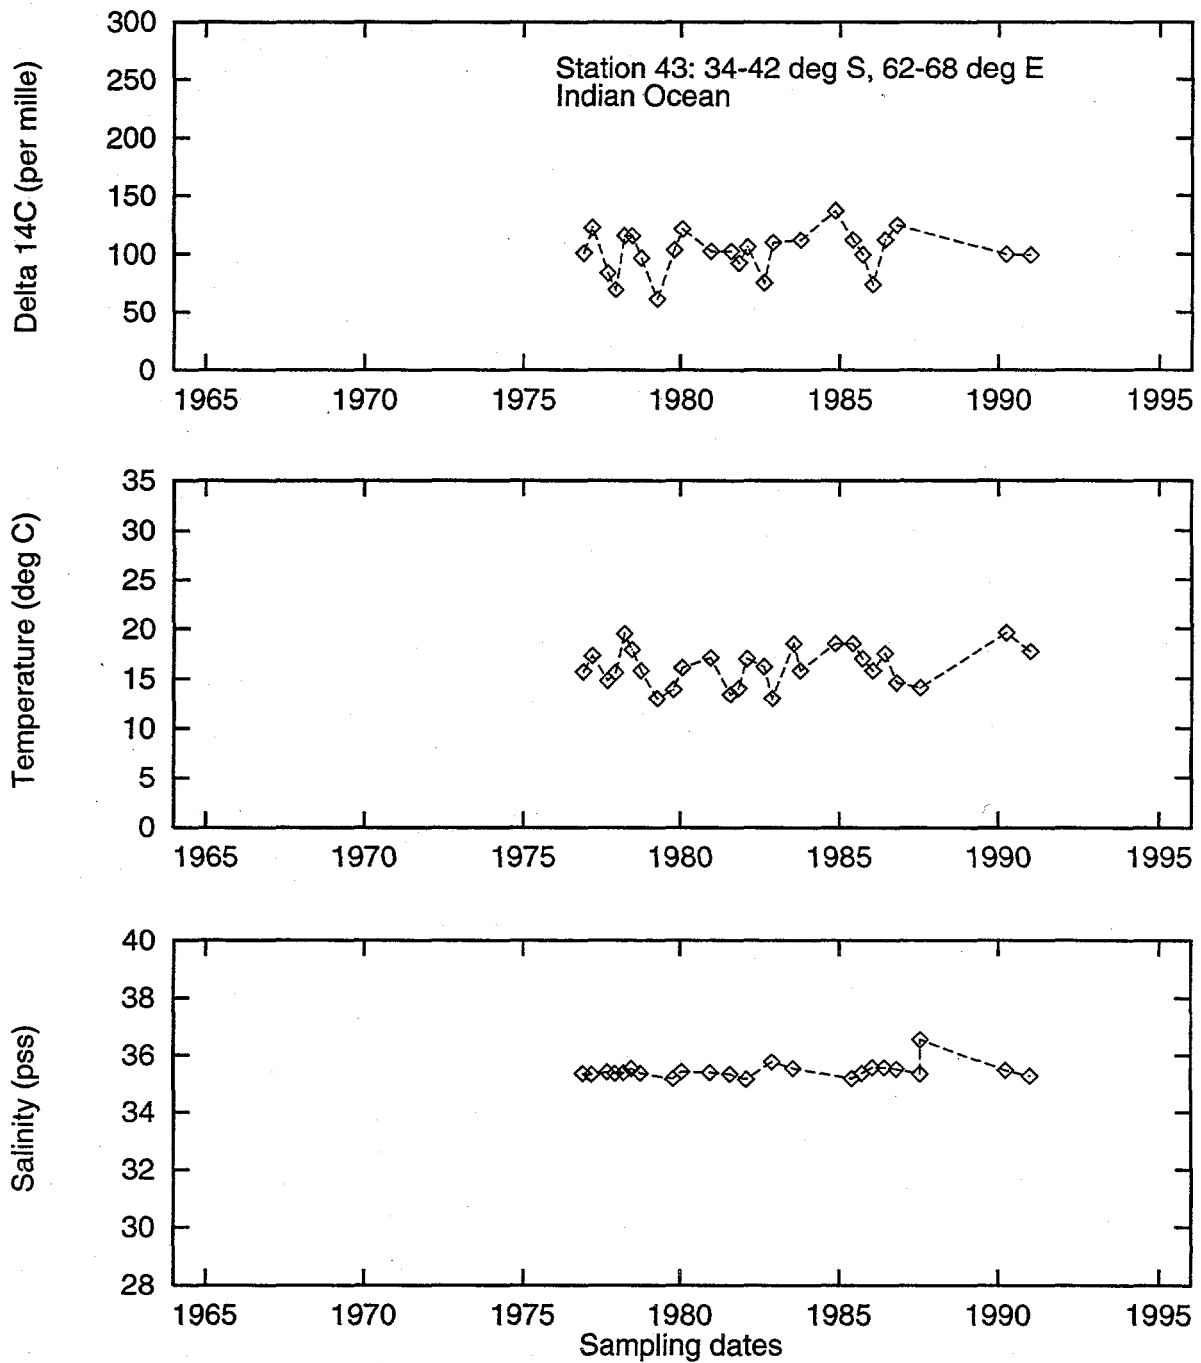 300
250
200
150
100
50
0
Delta 14C (per mille)
Station 43: 34-42 deg S, 62-68 deg E
Indian Ocean
1965 1970 1975 1980 1985 1990 1995
35
30
25
20
15
10
5
0
Temperature (deg C)
1965 1970 1975 1980 1985 1990 1995
40
38
36
34
32
30
28
Salinity (pss)
1965 1970 1975 1980 1985 1990 1995
Sampling dates